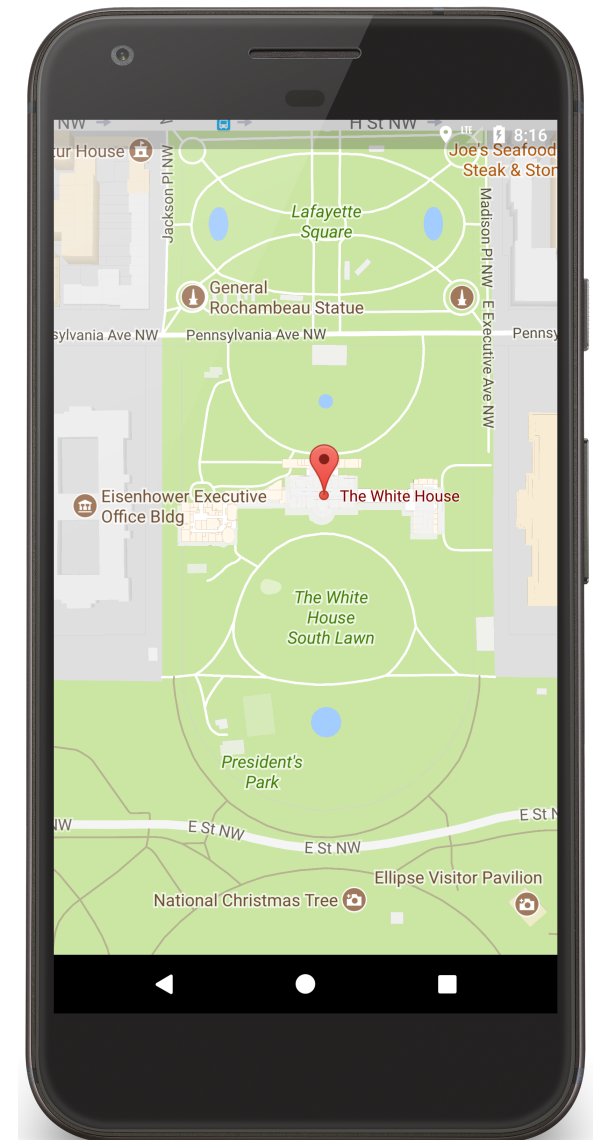 NW
H St NW
LTE
8:16
tur House
Joe's Seafood
Steak & Ston
Jackson Pl NW
Madison Pl NW
Lafayette
Square
General
Rochambeau Statue
E Executive Ave NW
sylvania Ave NW
Pennsylvania Ave NW
Pennsy
The White House
Eisenhower Executive
Office Bldg
The White
House
South Lawn
President's
Park
NW
E St NW
E St NW
E St N
Ellipse Visitor Pavilion
National Christmas Tree